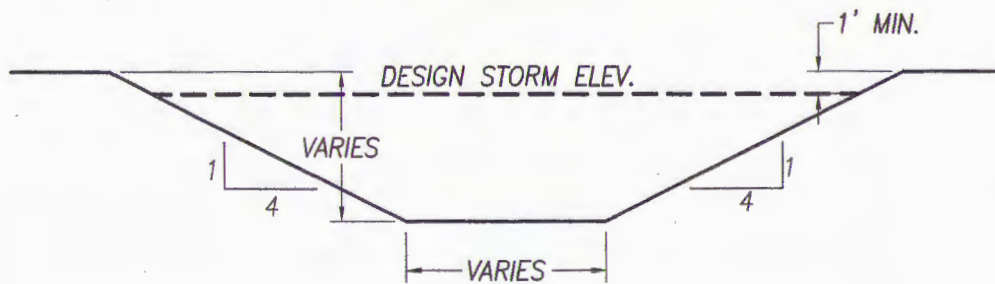 1' MIN.
DESIGN STORM ELEV.
VARIES
1
4
1
4
VARIES